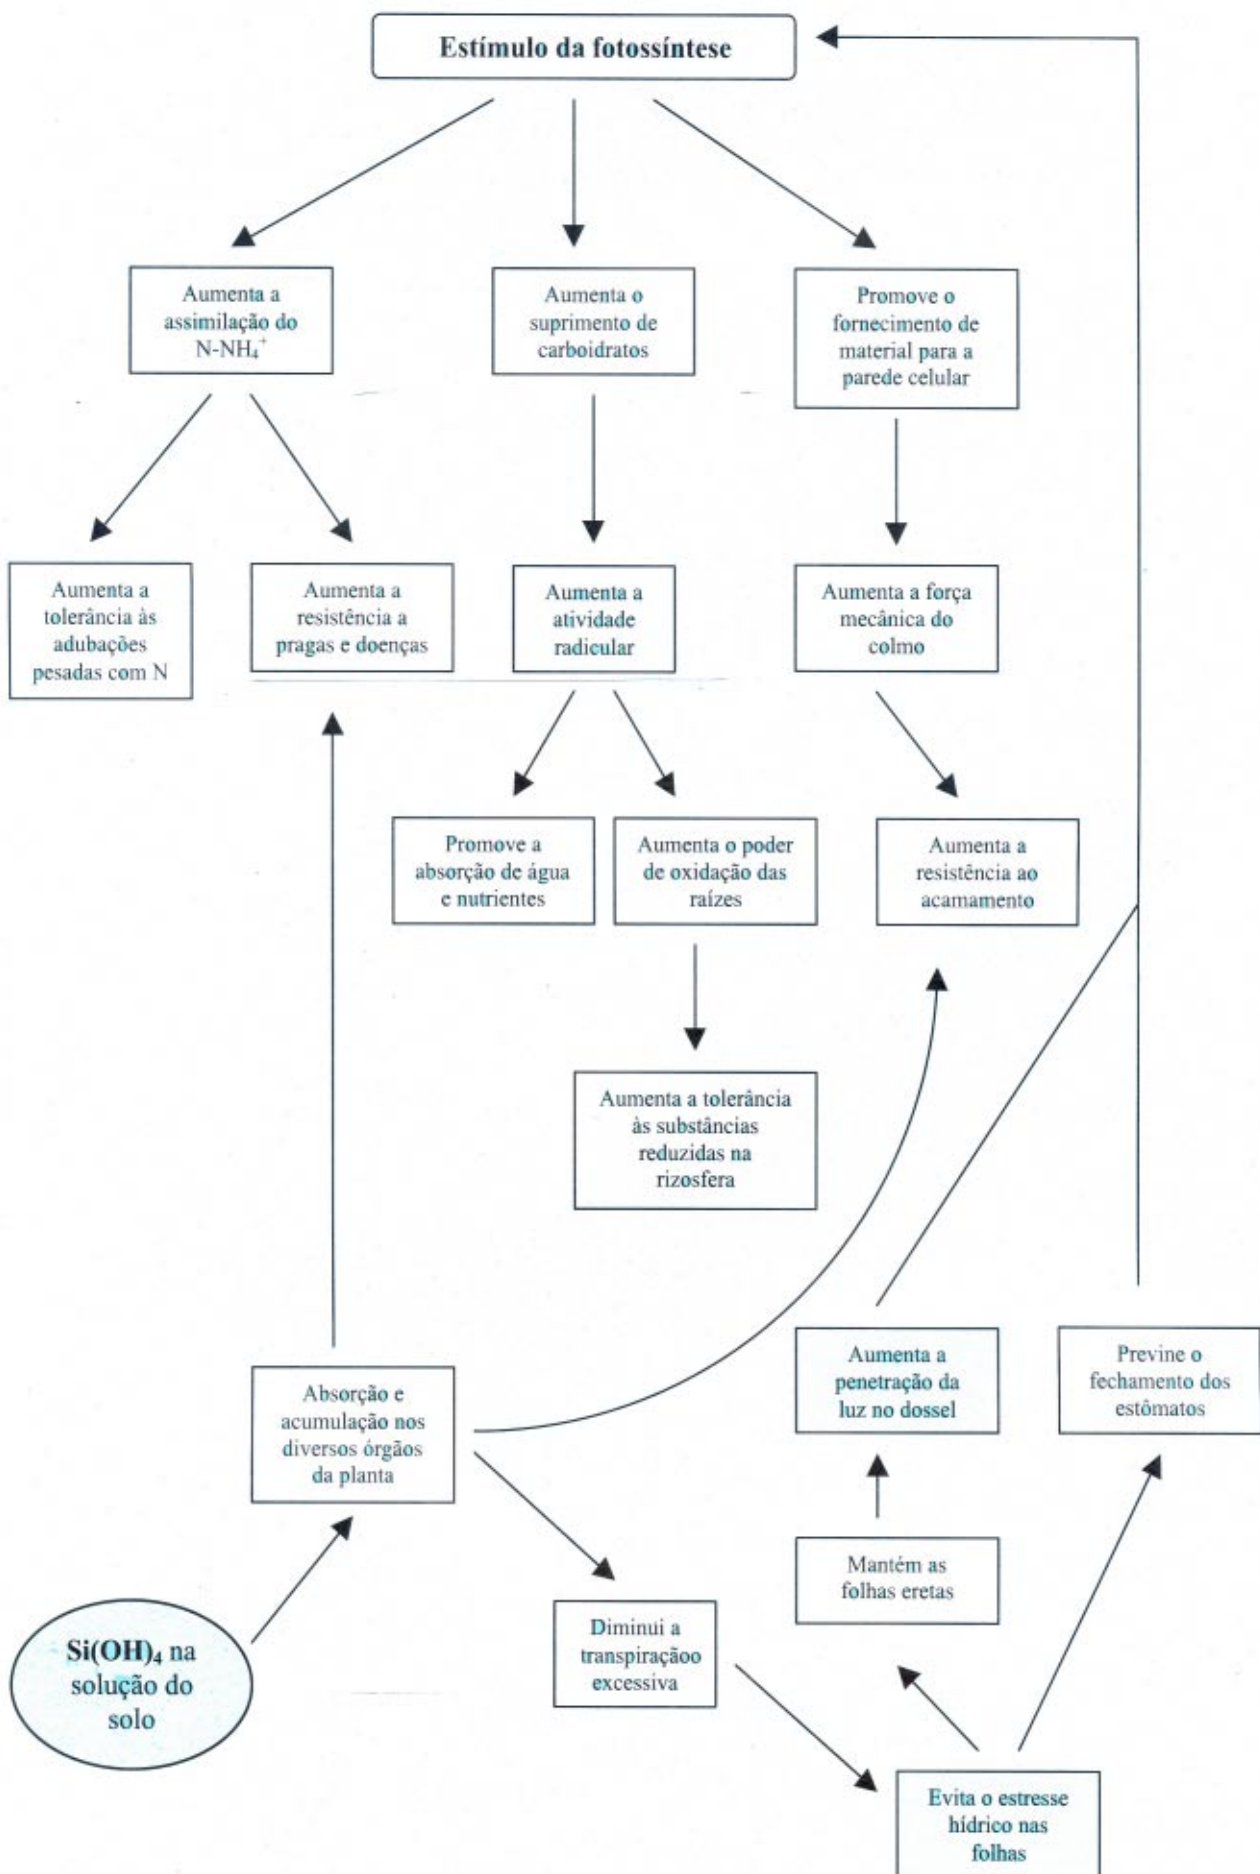 Estímulo da fotossíntese
Aumenta a
assimilação do
N-NH₄⁺
Aumenta o
suprimento de
carboidratos
Promove o
fornecimento de
material para a
parede celular
Aumenta a
tolerância às
adubações
pesadas com N
Aumenta a
resistência a
pragas e doenças
Aumenta a
atividade
radicular
Aumenta a força
mecânica do
colmo
Promove a
absorção de água
e nutrientes
Aumenta o poder
de oxidação das
raízes
Aumenta a
resistência ao
acamamento
Aumenta a tolerância
às substâncias
reduzidas na
rizosfera
Aumenta a
penetração da
luz no dossel
Previne o
fechamento dos
estômatos
Absorção e
acumulação nos
diversos órgãos
da planta
Mantém as
folhas eretas
Si(OH)₄ na
solução do
solo
Diminui a
transpiraçãoo
excessiva
Evita o estresse
hídrico nas
folhas